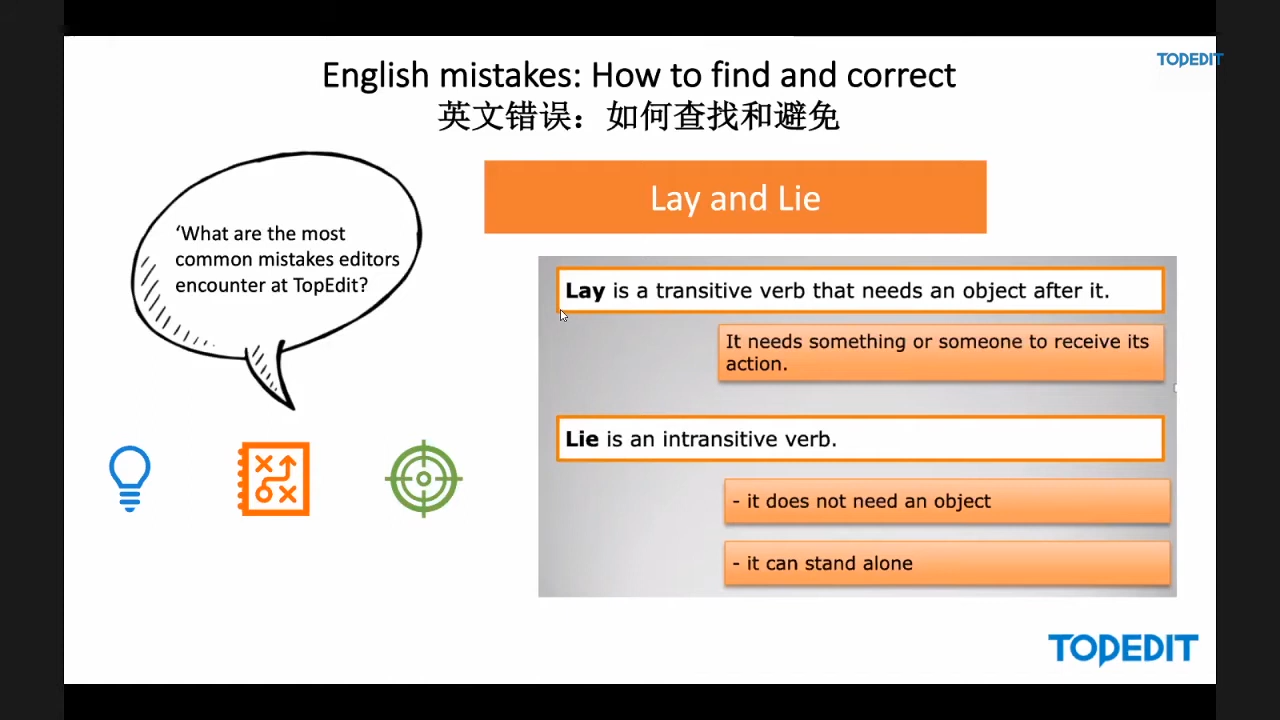 English mistakes: How to find and correct
TOPEDIT
英文错误：如何查找和避免
Lay and Lie
‘What are the most
common mistakes editors
encounter at TopEdit?
Lay is a transitive verb that needs an object after it.
It needs something or someone to receive its
action.
Lie is an intransitive verb.
- it does not need an object
- it can stand alone
TOPEDIT